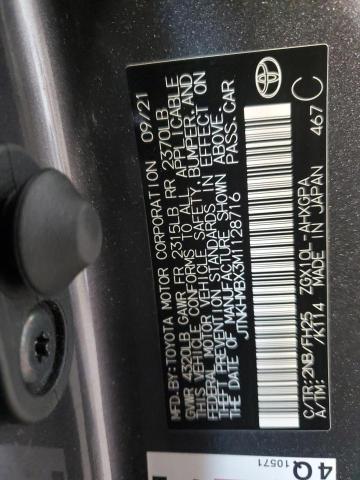 MFD.BY:TOYOTA MOTOR CORPORATION 09/21
GVWR 4320LB GAWR FR 2315LB RR 2370LB
THIS VEHICLE CONFORMS TO ALL APPLICABLE
FEDERAL MOTOR VEHICLE SAFETY, BUMPER, AND
THEFT PREVENTION STANDARDS IN EFFECT ON
THE DATE OF MANUFACTURE SHOWN ABOVE.
JTNKHMBX3M1128716 PASS.CAR
C/TR:2NB/FH25 ZGX10L-AHXGPA
A/TM: /K114 MADE IN JAPAN 467 C
TOYOTA
4Q
10571